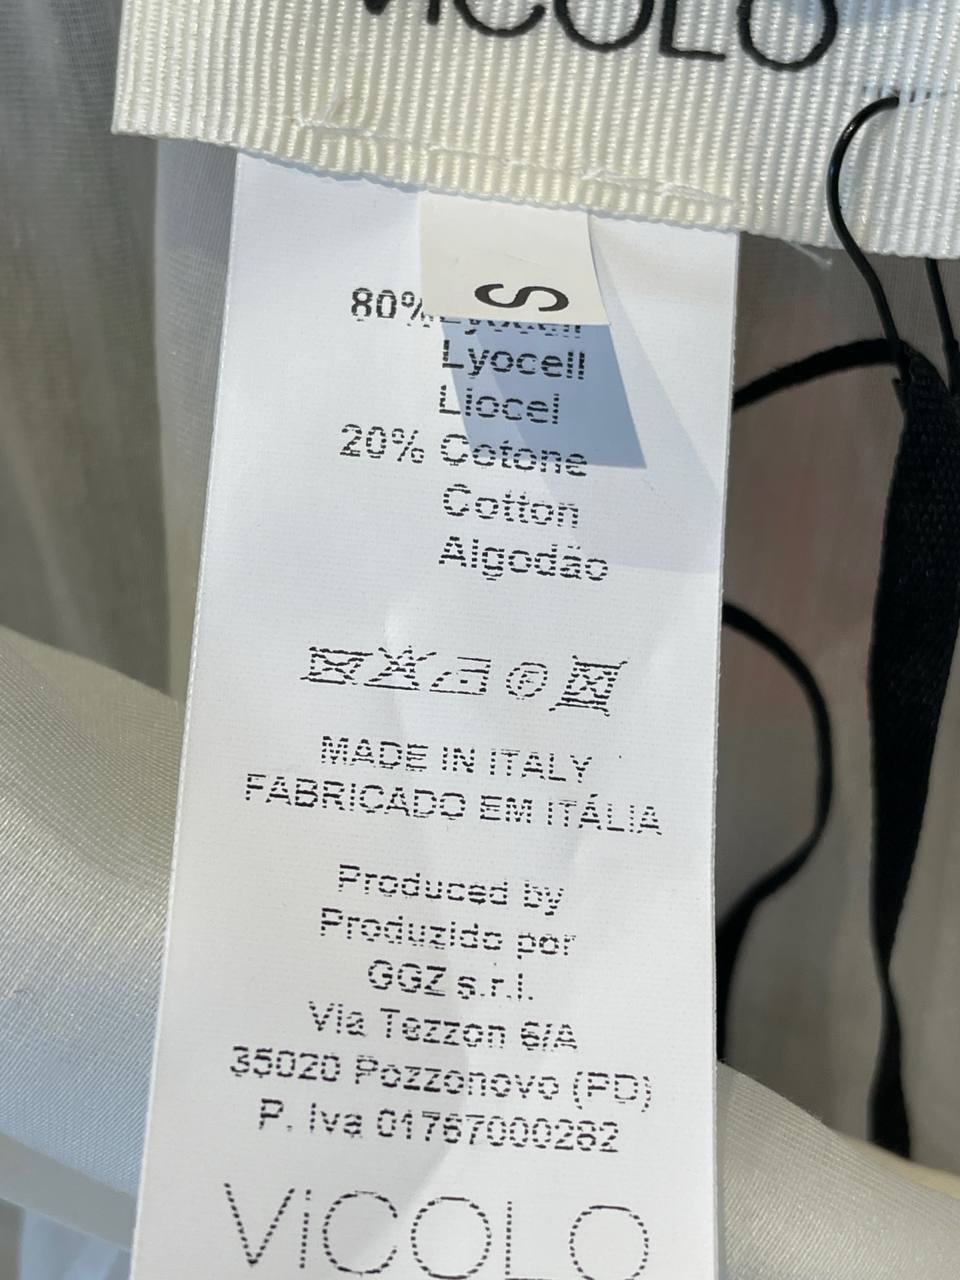 VICOLO
S
80% Lyocell
Lyocell
Liocel
20% Cotone
Cotton
Algodão
P
MADE IN ITALY
FABRICADO EM ITÁLIA
Produced by
Produzido por
GGZ s.r.l.
Via Tezzon 6/A
35020 Pozzonovo (PD)
P. Iva 01767000282
VICOLO